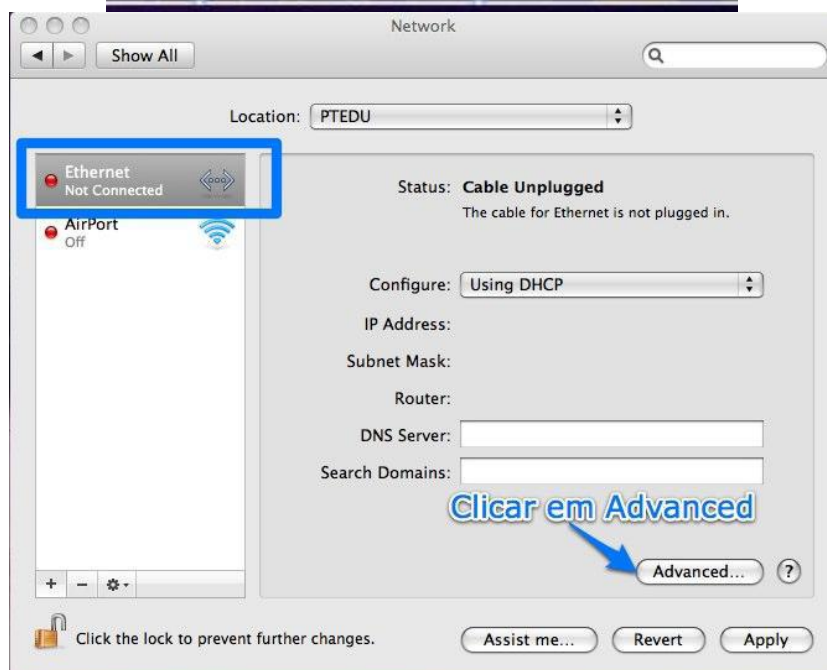 Network
Show All
Location: PTEDU
Ethernet
Not Connected
AirPort
Off
Status: Cable Unplugged
The cable for Ethernet is not plugged in.
Configure: Using DHCP
IP Address:
Subnet Mask:
Router:
DNS Server:
Search Domains:
Clicar em Advanced
Advanced... ?
+ -
Click the lock to prevent further changes.
Assist me... Revert Apply